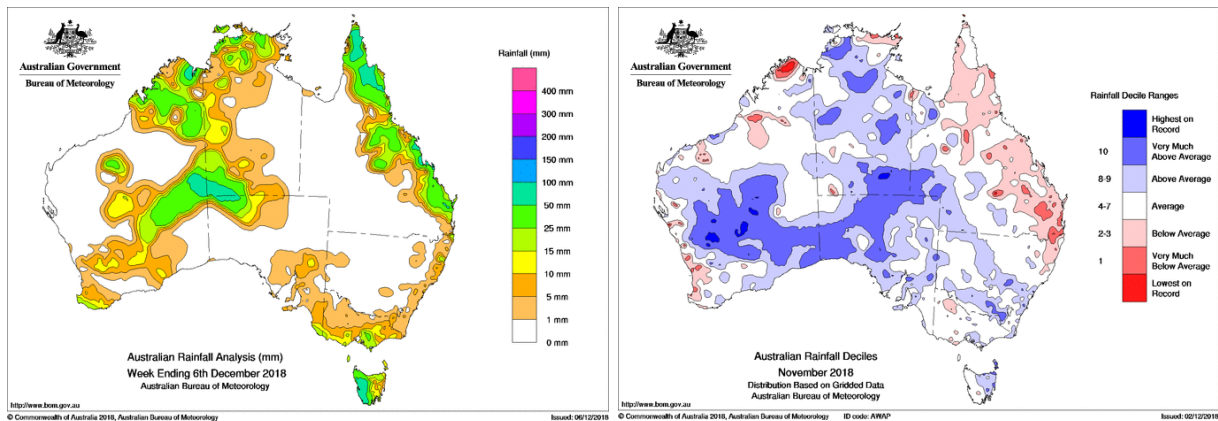 Australian Government
Bureau of Meteorology
Rainfall (mm)
400 mm
300 mm
200 mm
150 mm
100 mm
50 mm
25 mm
15 mm
10 mm
5 mm
1 mm
0 mm
Australian Rainfall Analysis (mm)
Week Ending 6th December 2018
Australian Bureau of Meteorology
http://www.bom.gov.au
© Commonwealth of Australia 2018, Australian Bureau of Meteorology
Issued: 06/12/2018
Australian Government
Bureau of Meteorology
Rainfall Decile Ranges
Highest on
Record
10
Very Much
Above Average
8-9
Above Average
4-7
Average
2-3
Below Average
1
Very Much
Below Average
Lowest on
Record
Australian Rainfall Deciles
November 2018
Distribution Based on Gridded Data
Australian Bureau of Meteorology
http://www.bom.gov.au
© Commonwealth of Australia 2018, Australian Bureau of Meteorology
ID code: AWAP
Issued: 02/12/2018